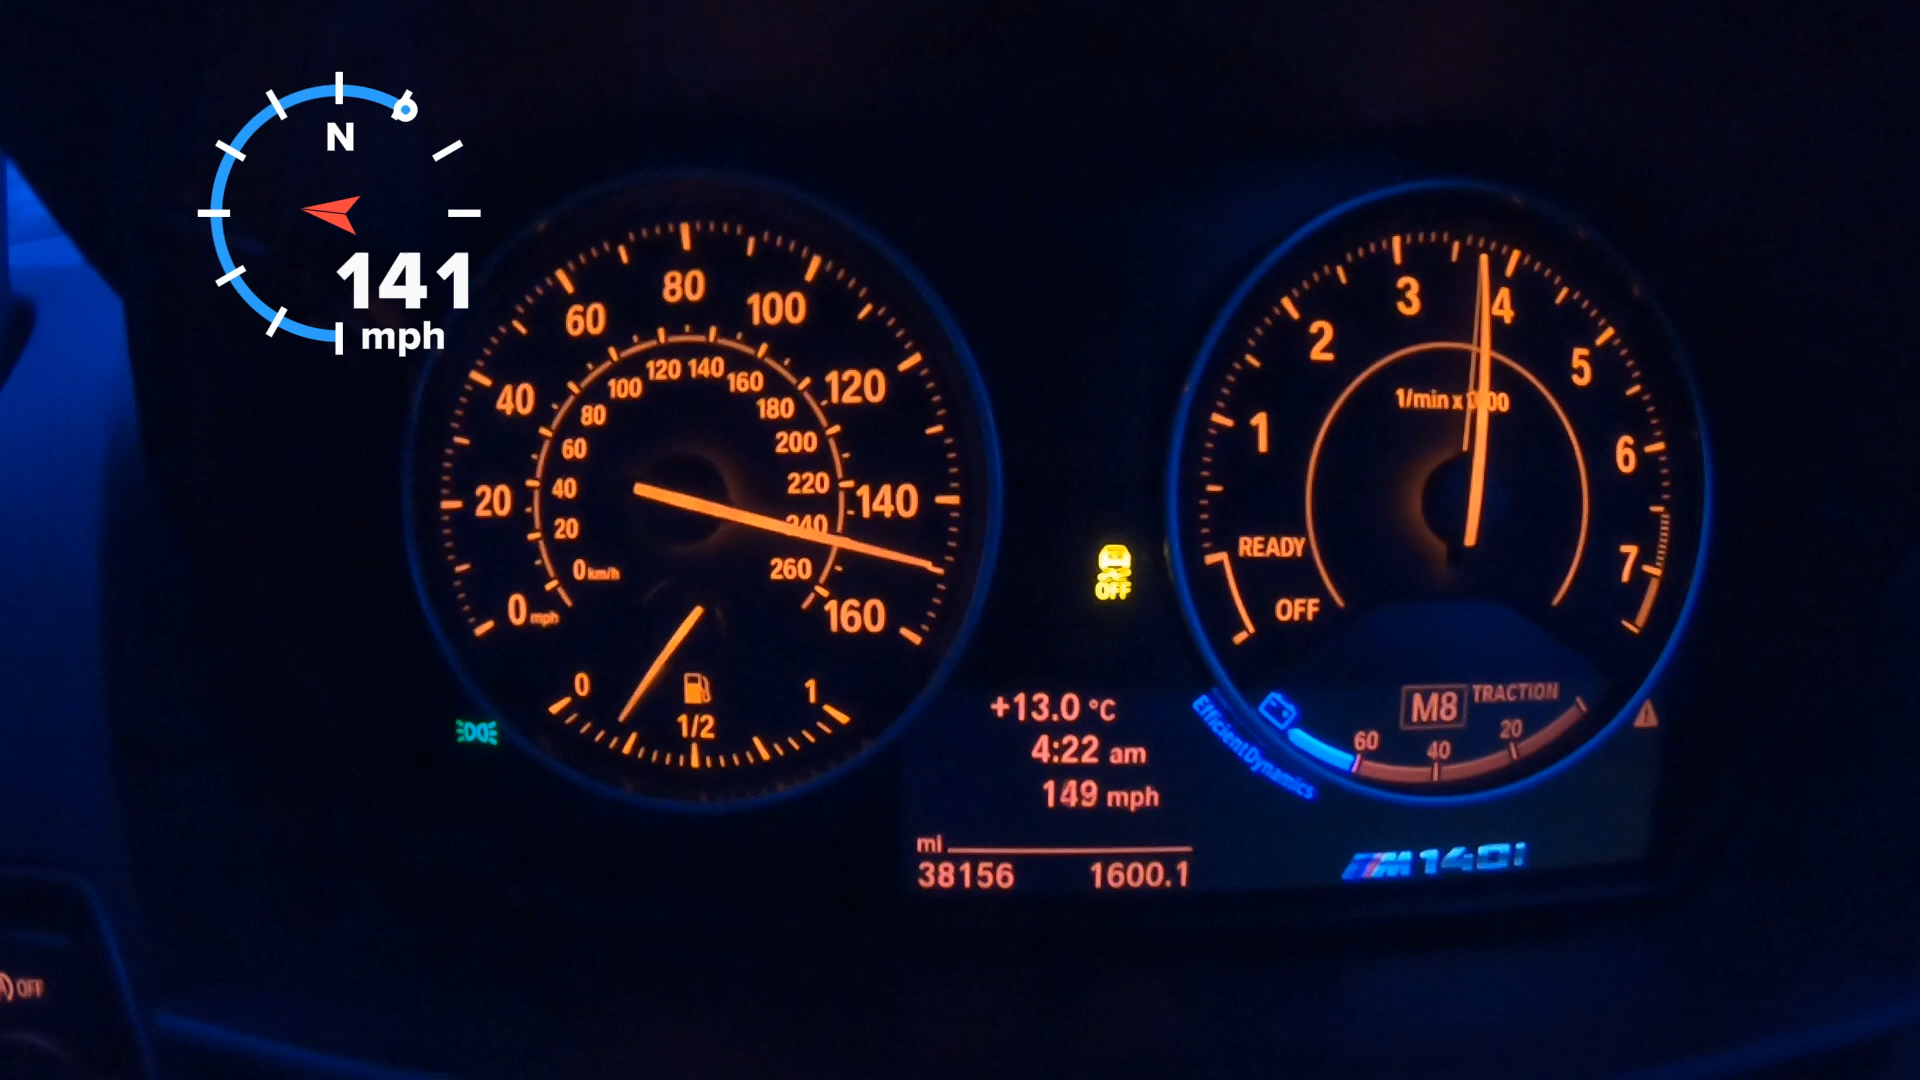 N
141
mph
0 mph
20
40
60
80
100
120
140
160
0 km/h
20
40
60
80
100
120
140
160
180
200
220
240
260
0
1/2
1
OFF
READY
OFF
1
2
3
4
5
6
7
1/min x 1000
+13.0 °C
4:22 am
149 mph
mi
38156 1600.1
EfficientDynamics
M8 TRACTION
60
40
20
M140i
OFF